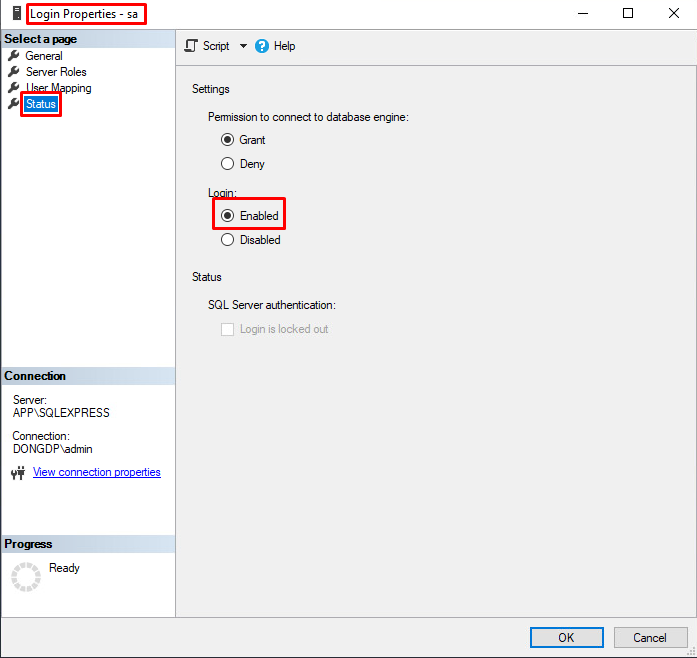 Login Properties - sa
Select a page
General
Server Roles
User Mapping
Status
Script
Help
Settings
Permission to connect to database engine:
Grant
Deny
Login:
Enabled
Disabled
Status
SQL Server authentication:
Login is locked out
Connection
Server:
APP\SQLEXPRESS
Connection:
DONGDP\admin
View connection properties
Progress
Ready
OK
Cancel